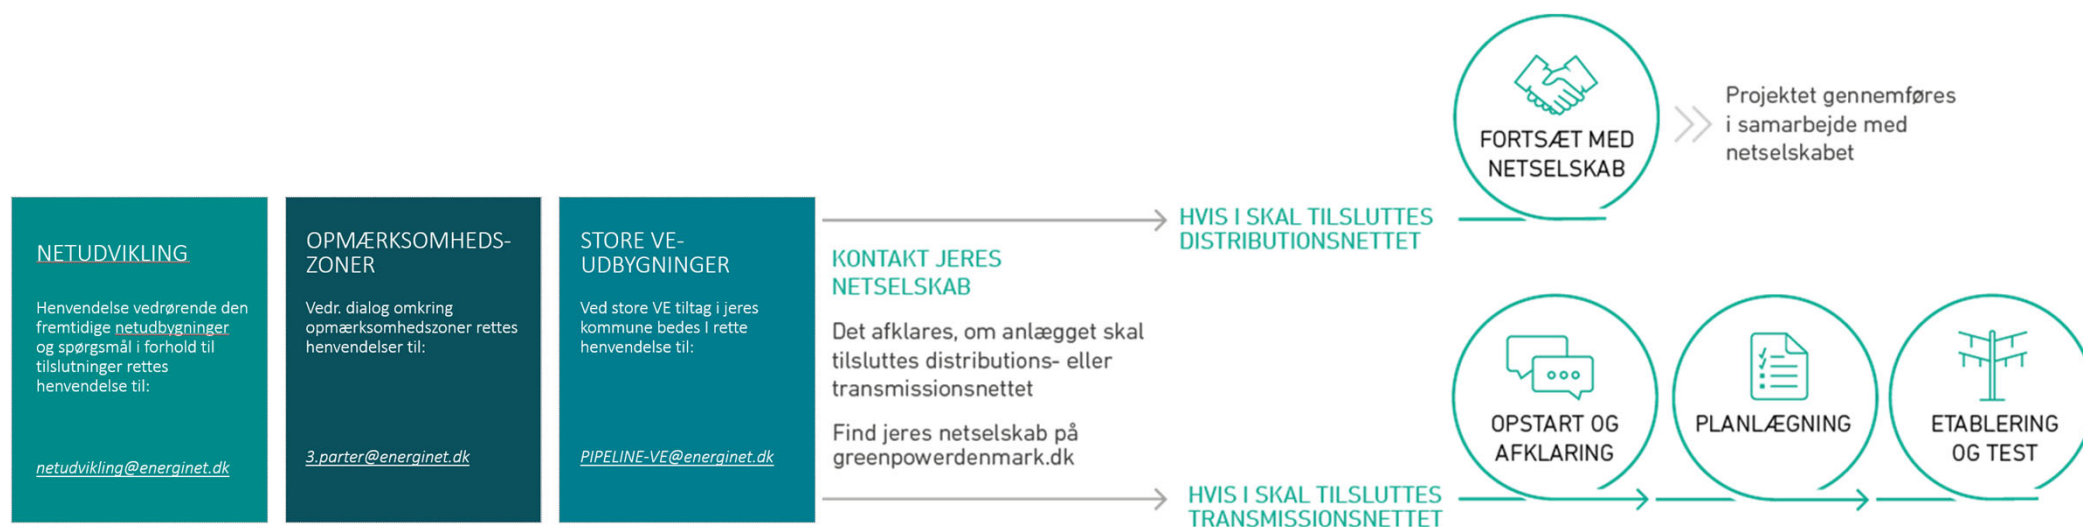 NETUDVIKLING
Henvendelse vedrørende den
fremtidige netudbygninger
og spørgsmål i forhold til
tilslutninger rettes
henvendelse til:
netudvikling@energinet.dk
OPMÆRKSOMHEDS-
ZONER
Vedr. dialog omkring
opmærksomhedszoner rettes
henvendelser til:
3.parter@energinet.dk
STORE VE-
UDBYGNINGER
Ved store VE tiltag i jeres
kommune bedes I rette
henvendelse til:
PIPELINE-VE@energinet.dk
KONTAKT JERES
NETSELSKAB
Det afklares, om anlægget skal
tilsluttes distributions- eller
transmissionsnettet
Find jeres netselskab på
greenpowerdenmark.dk
HVIS I SKAL TILSLUTTES
DISTRIBUTIONSNETTET
FORTSÆT MED
NETSELSKAB
Projektet gennemføres
i samarbejde med
netselskabet
HVIS I SKAL TILSLUTTES
TRANSMISSIONSNETTET
OPSTART OG
AFKLARING
PLANLÆGNING
ETABLERING
OG TEST